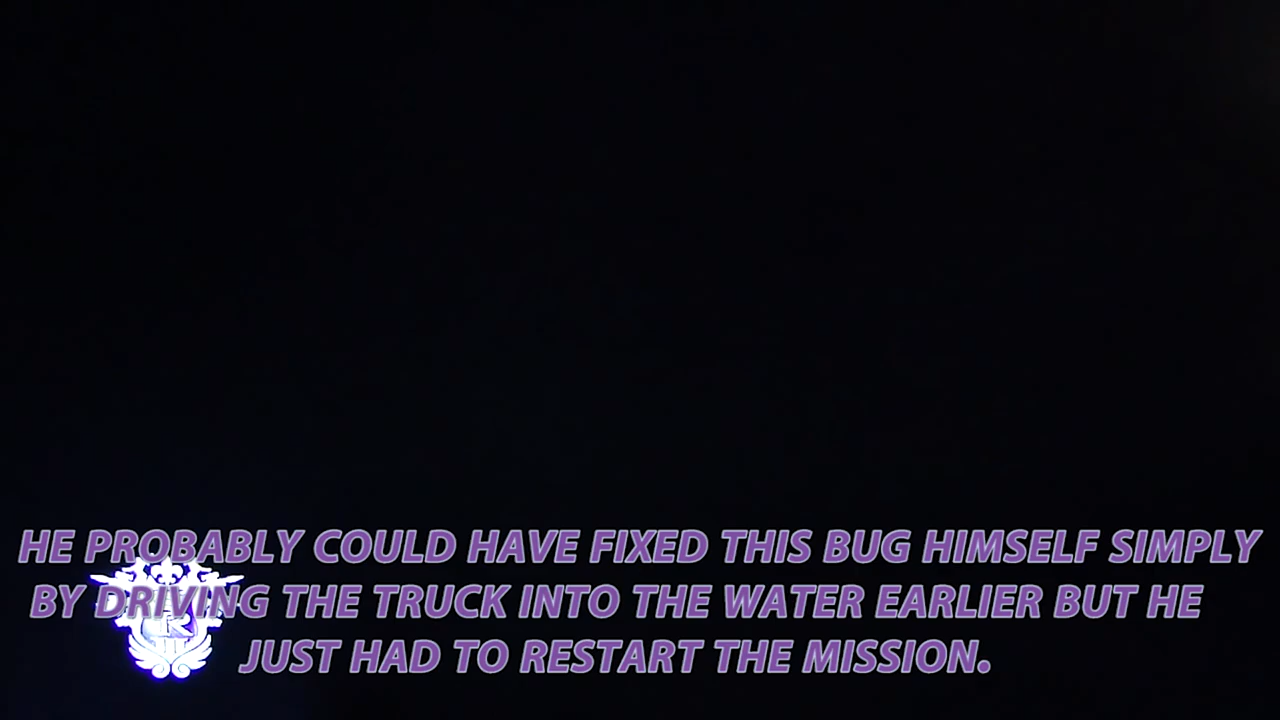 HE PROBABLY COULD HAVE FIXED THIS BUG HIMSELF SIMPLY
BY DRIVING THE TRUCK INTO THE WATER EARLIER BUT HE
JUST HAD TO RESTART THE MISSION.